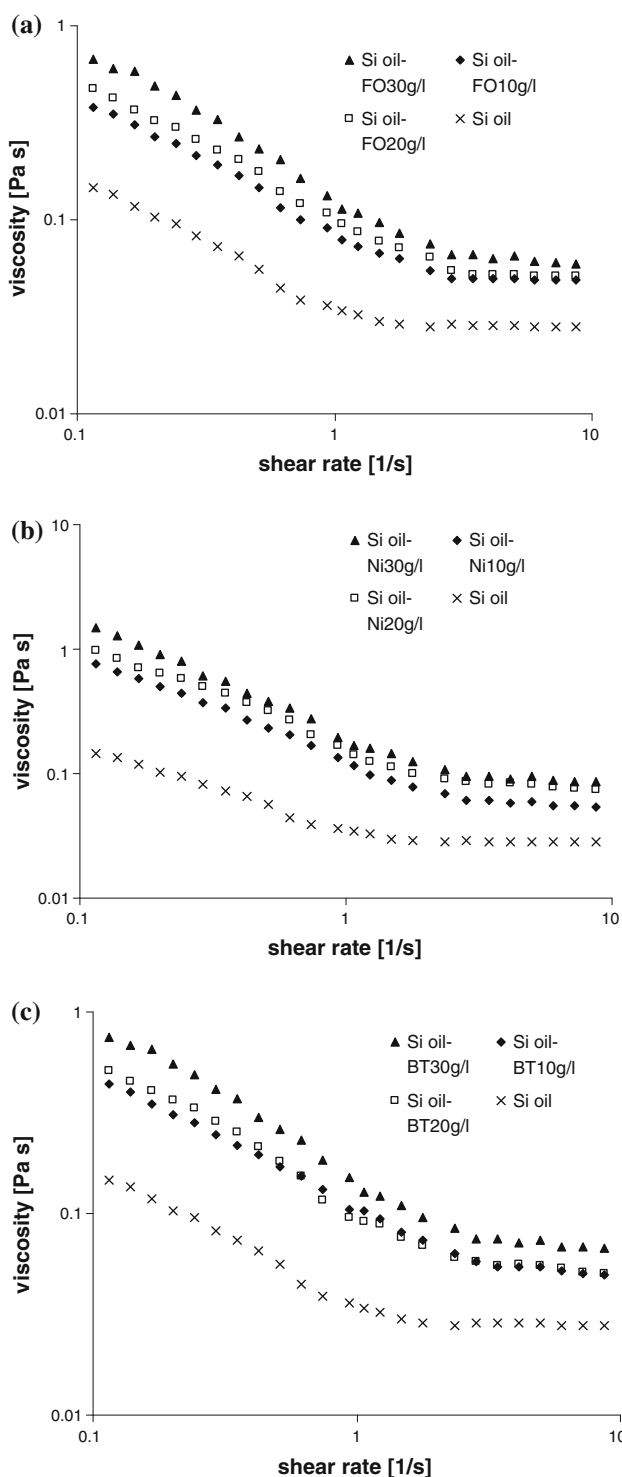 (a)
1
0.1
0.01
viscosity [Pa s]
Si oil-
FO30g/l
Si oil-
FO10g/l
Si oil-
FO20g/l
Si oil
0.1
1
10
shear rate [1/s]
(b)
10
1
0.1
0.01
viscosity [Pa s]
Si oil-
Ni30g/l
Si oil-
Ni10g/l
Si oil-
Ni20g/l
Si oil
0.1
1
10
shear rate [1/s]
(c)
1
0.1
0.01
viscosity [Pa s]
Si oil-
BT30g/l
Si oil-
BT10g/l
Si oil-
BT20g/l
Si oil
0.1
1
10
shear rate [1/s]